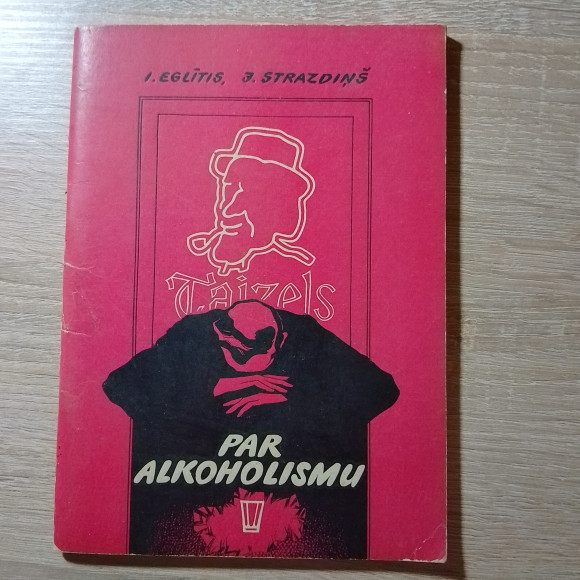 I. EGLĪTIS, J. STRAZDIŅŠ
Taizels
PAR
ALKOHOLISMU